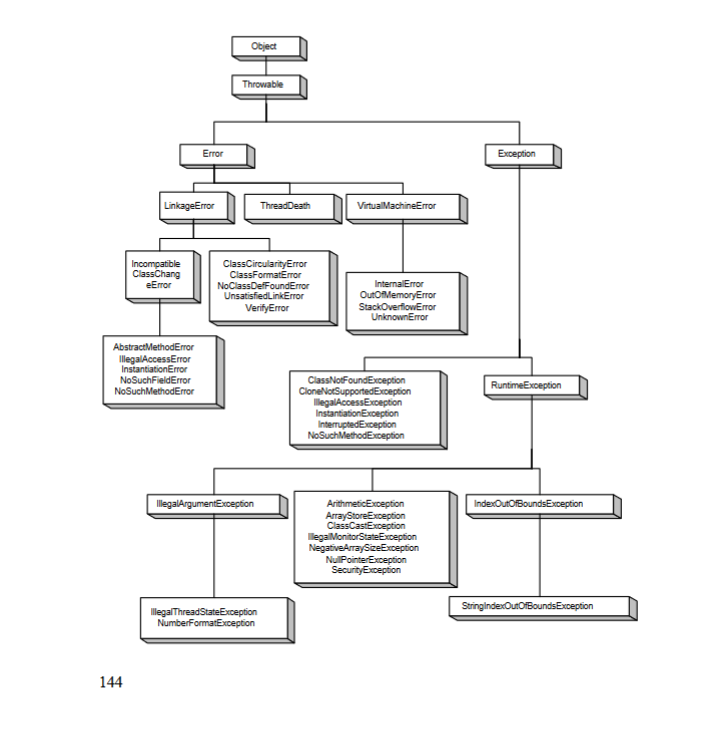 Object
Throwable
Error
Exception
LinkageError
ThreadDeath
VirtualMachineError
Incompatible
ClassChang
eError
ClassCircularityError
ClassFormatError
NoClassDefFoundError
UnsatisfiedLinkError
VerifyError
InternalError
OutOfMemoryError
StackOverflowError
UnknownError
AbstractMethodError
IllegalAccessError
InstantiationError
NoSuchFieldError
NoSuchMethodError
ClassNotFoundException
CloneNotSupportedException
IllegalAccessException
InstantiationException
InterruptedException
NoSuchMethodException
RuntimeException
IllegalArgumentException
ArithmeticException
ArrayStoreException
ClassCastException
IllegalMonitorStateException
NegativeArraySizeException
NullPointerException
SecurityException
IndexOutOfBoundsException
IllegalThreadStateException
NumberFormatException
StringIndexOutOfBoundsException
144